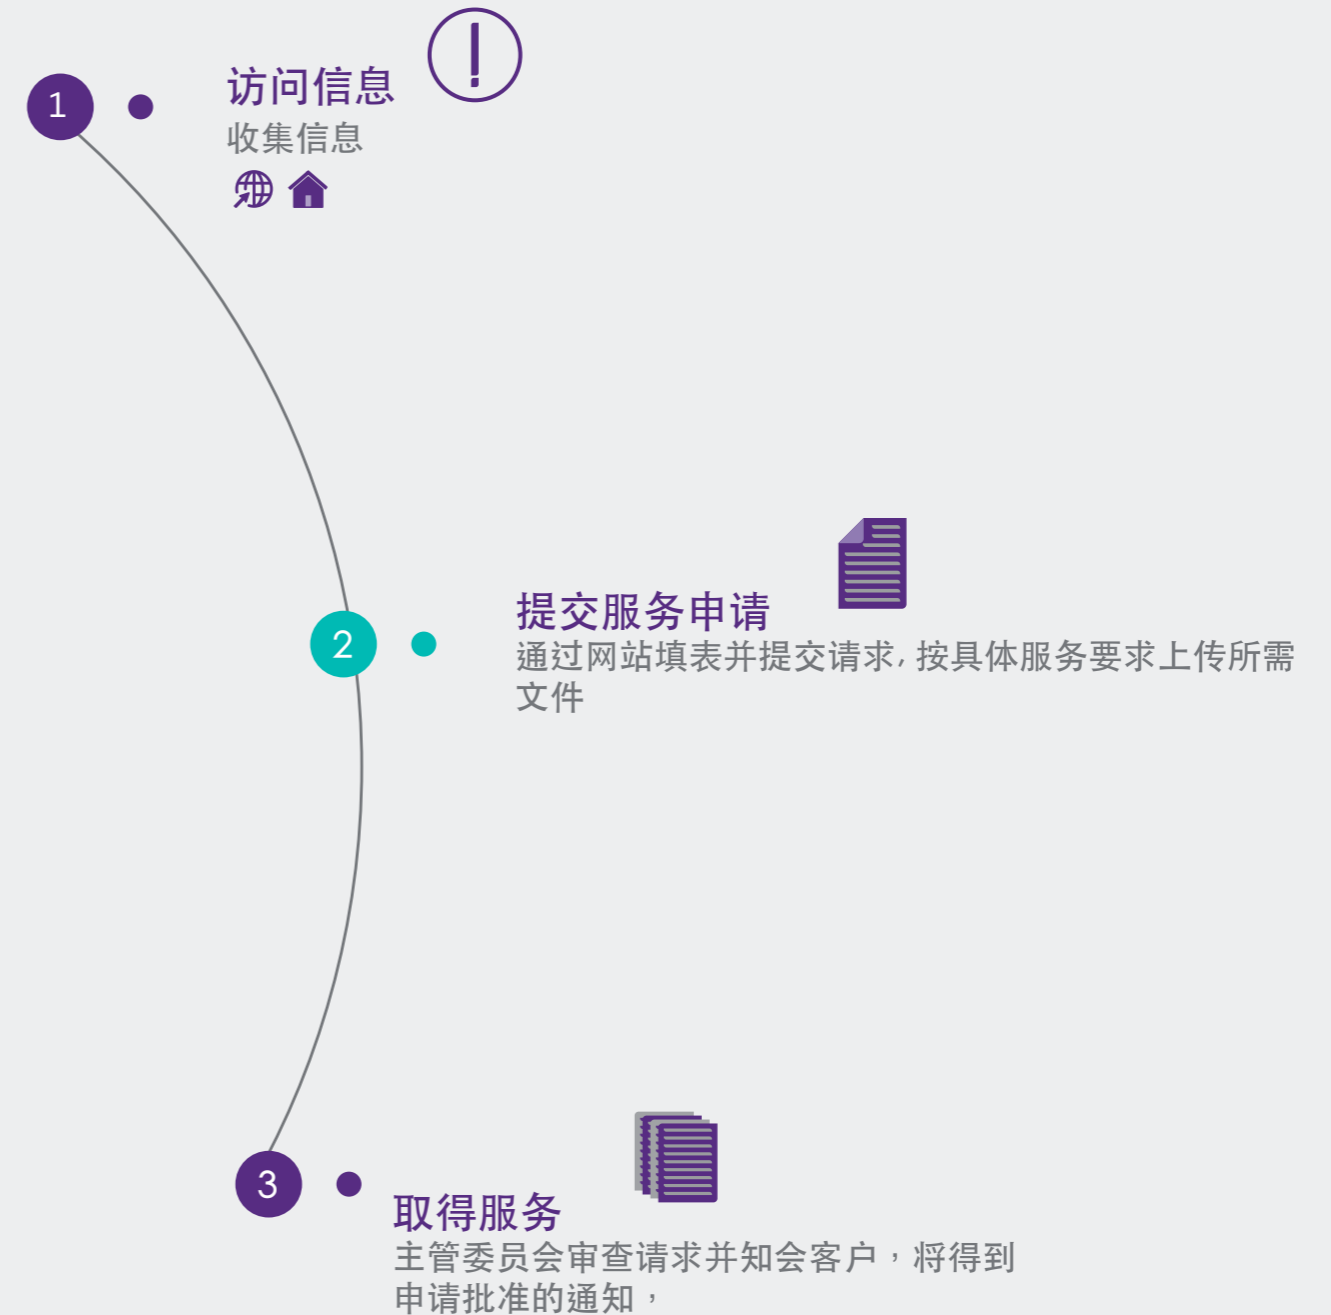 1
访问信息
收集信息
2
提交服务申请
通过网站填表并提交请求, 按具体服务要求上传所需
文件
3
取得服务
主管委员会审查请求并知会客户，将得到
申请批准的通知，